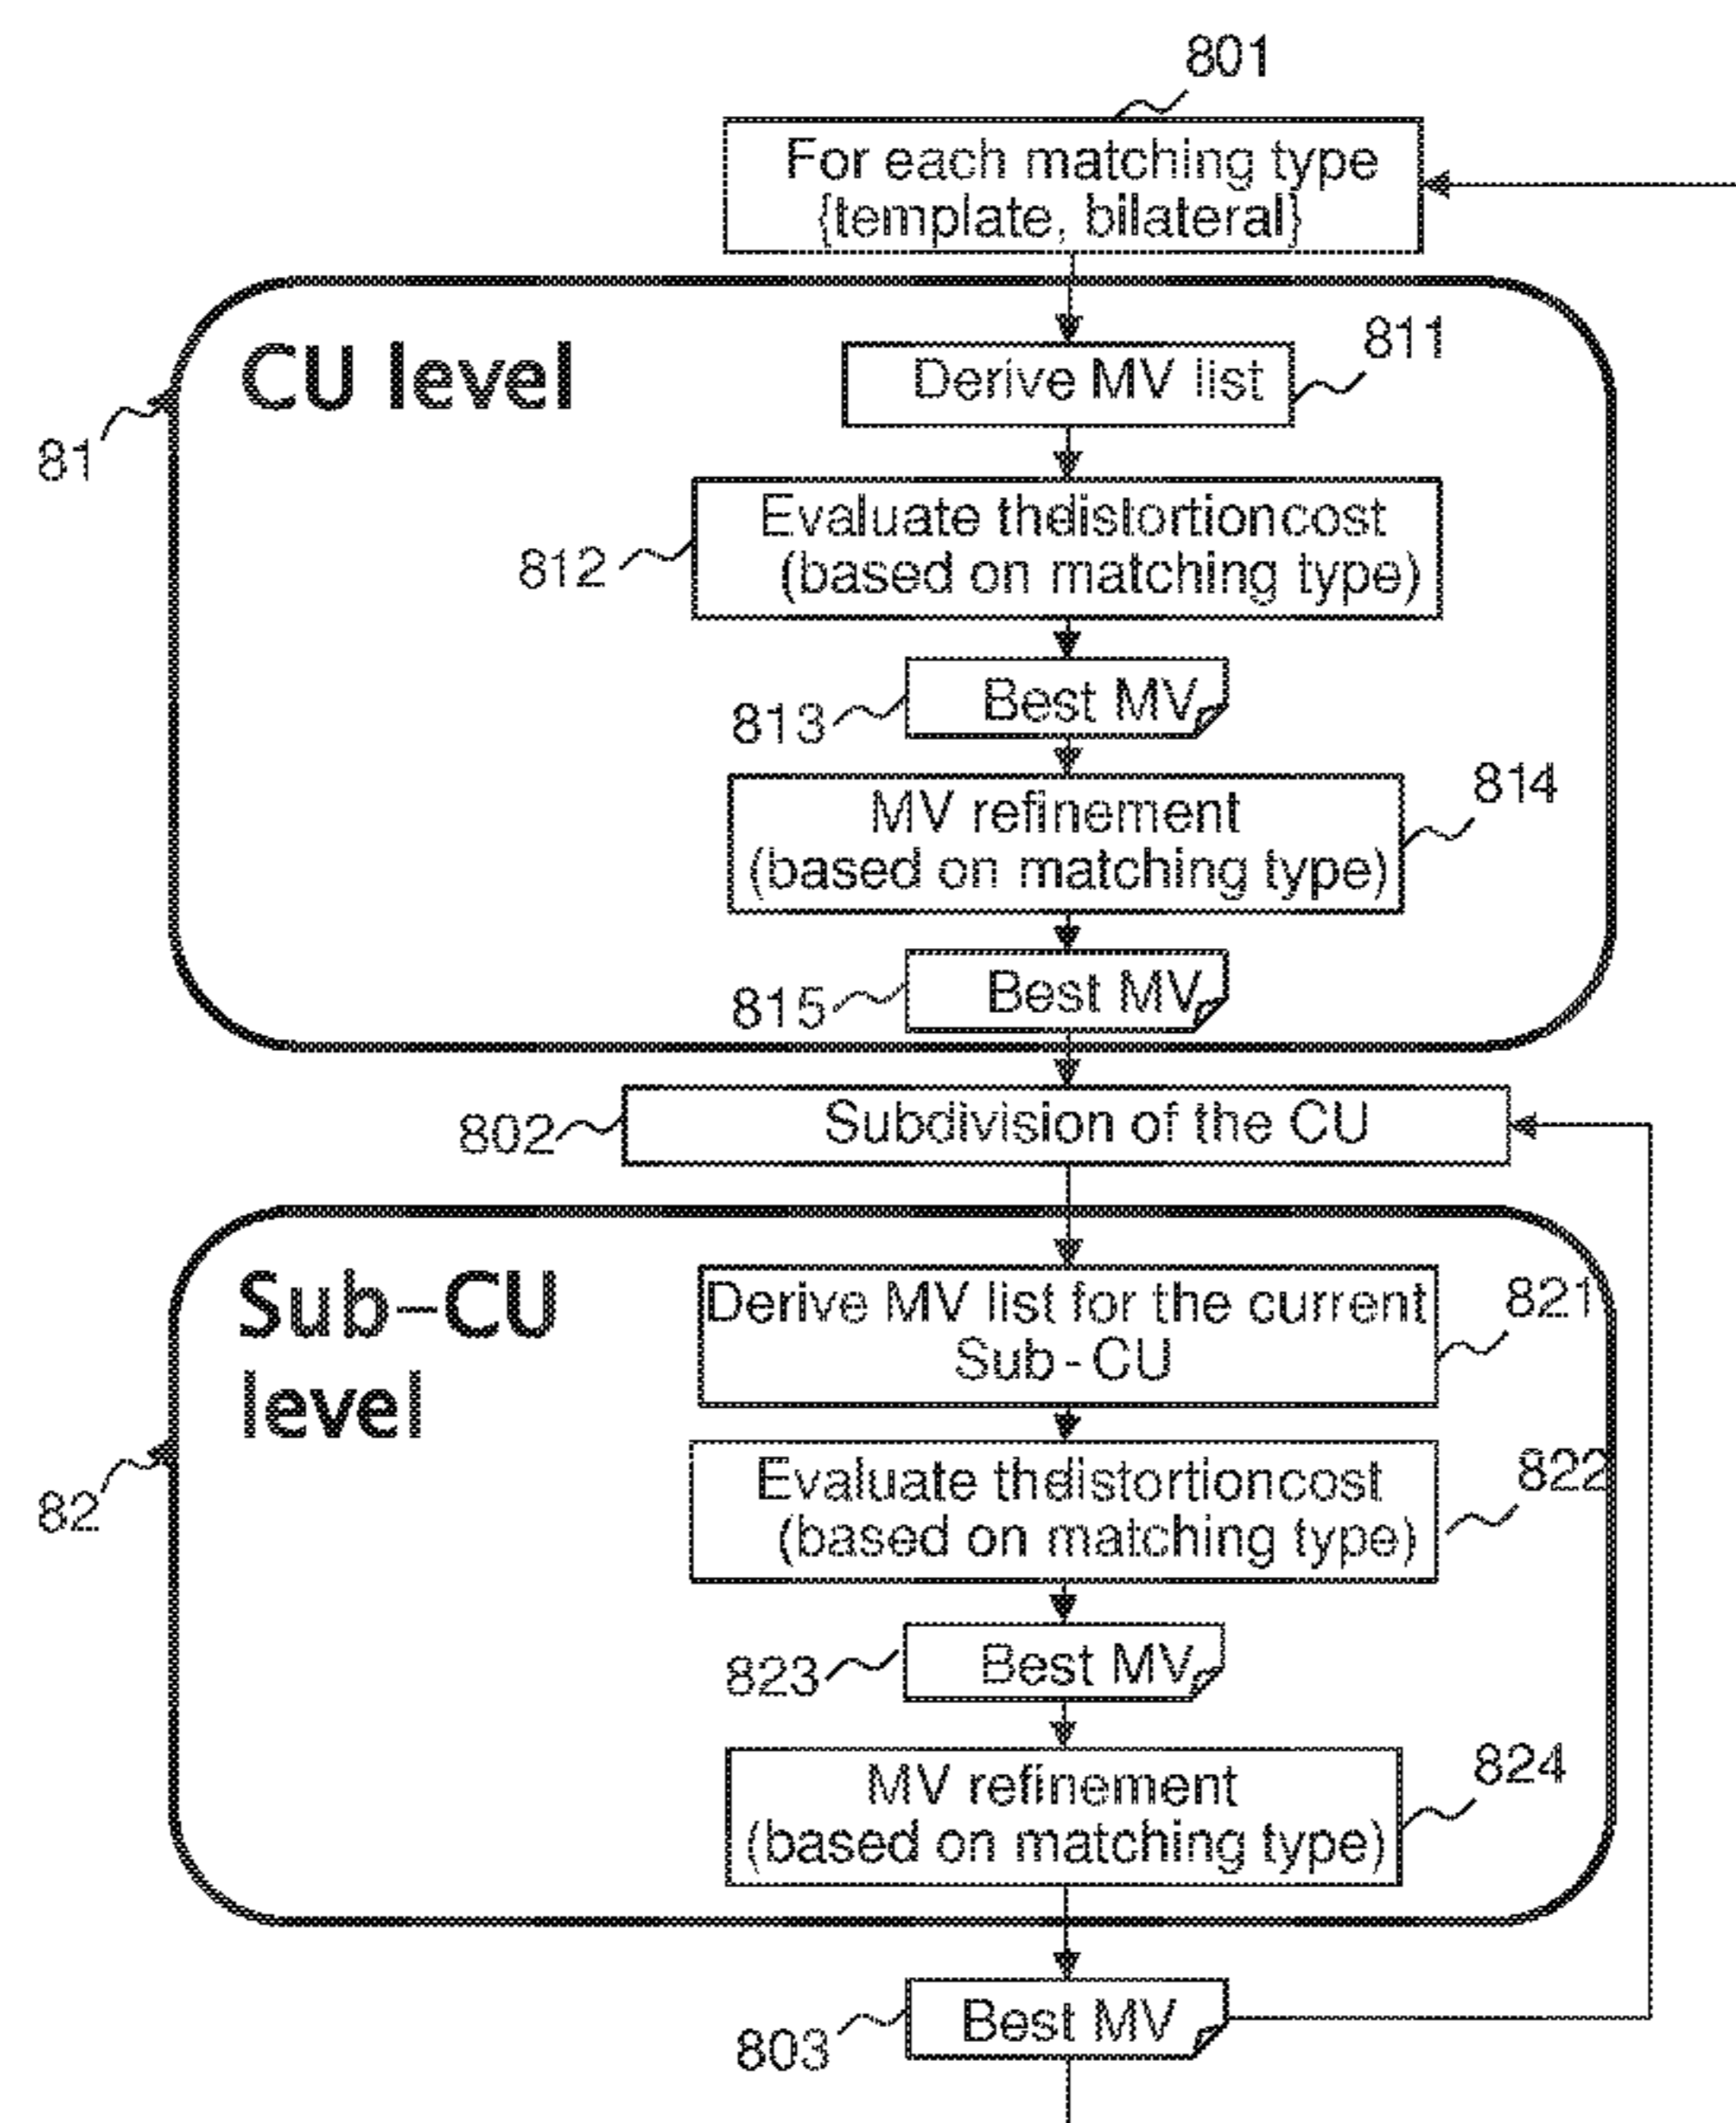 801
For each matching type
{template, bilateral}
CU level
81
Derive MV list
811
Evaluate thdistortioncost
(based on matching type)
812
Best MV
813
MV refinement
(based on matching type)
814
Best MV
815
Subdivision of the CU
802
Sub-CU
level
82
Derive MV list for the current
Sub-CU
821
Evaluate thdistortioncost
(based on matching type)
822
Best MV
823
MV refinement
(based on matching type)
824
Best MV
803